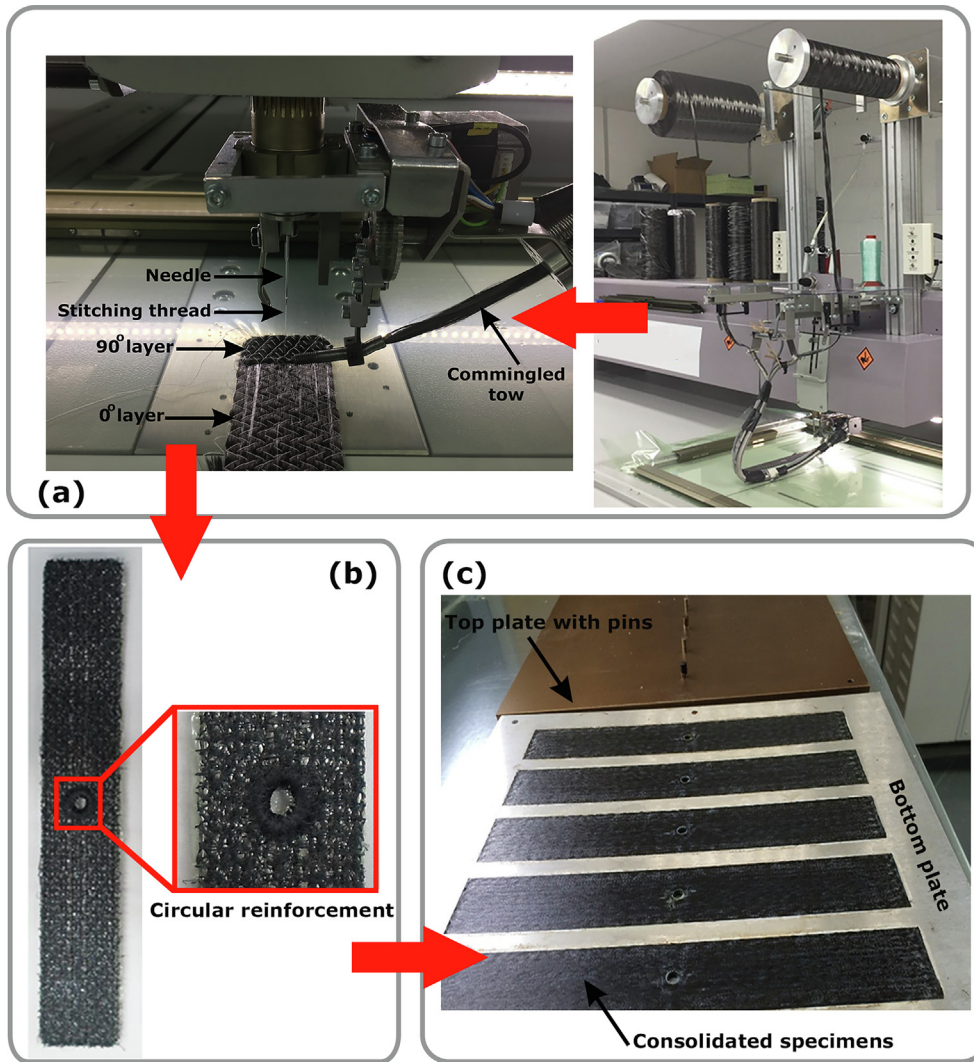 Needle
Stitching thread
90° layer
0° layer
Commingled
tow
(a)
(b)
Circular reinforcement
(c)
Top plate with pins
Bottom plate
Consolidated specimens